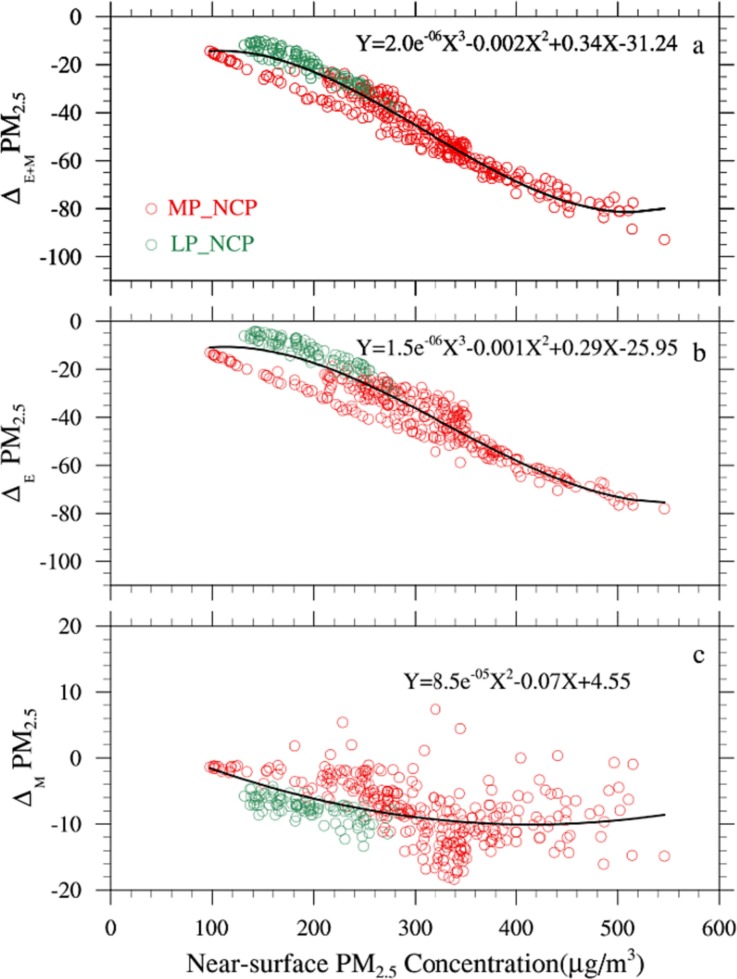 0
-20
-40
-60
-80
-100
Δ E+M PM2.5
Y=2.0e-06X3-0.002X2+0.34X-31.24
a
MP_NCP
LP_NCP
0
-20
-40
-60
-80
-100
Δ E PM2.5
Y=1.5e-06X3-0.001X2+0.29X-25.95
b
20
10
0
-10
-20
Δ M PM2.5
c
Y=8.5e-05X2-0.07X+4.55
0 100 200 300 400 500 600
Near-surface PM2.5 Concentration(μg/m3)